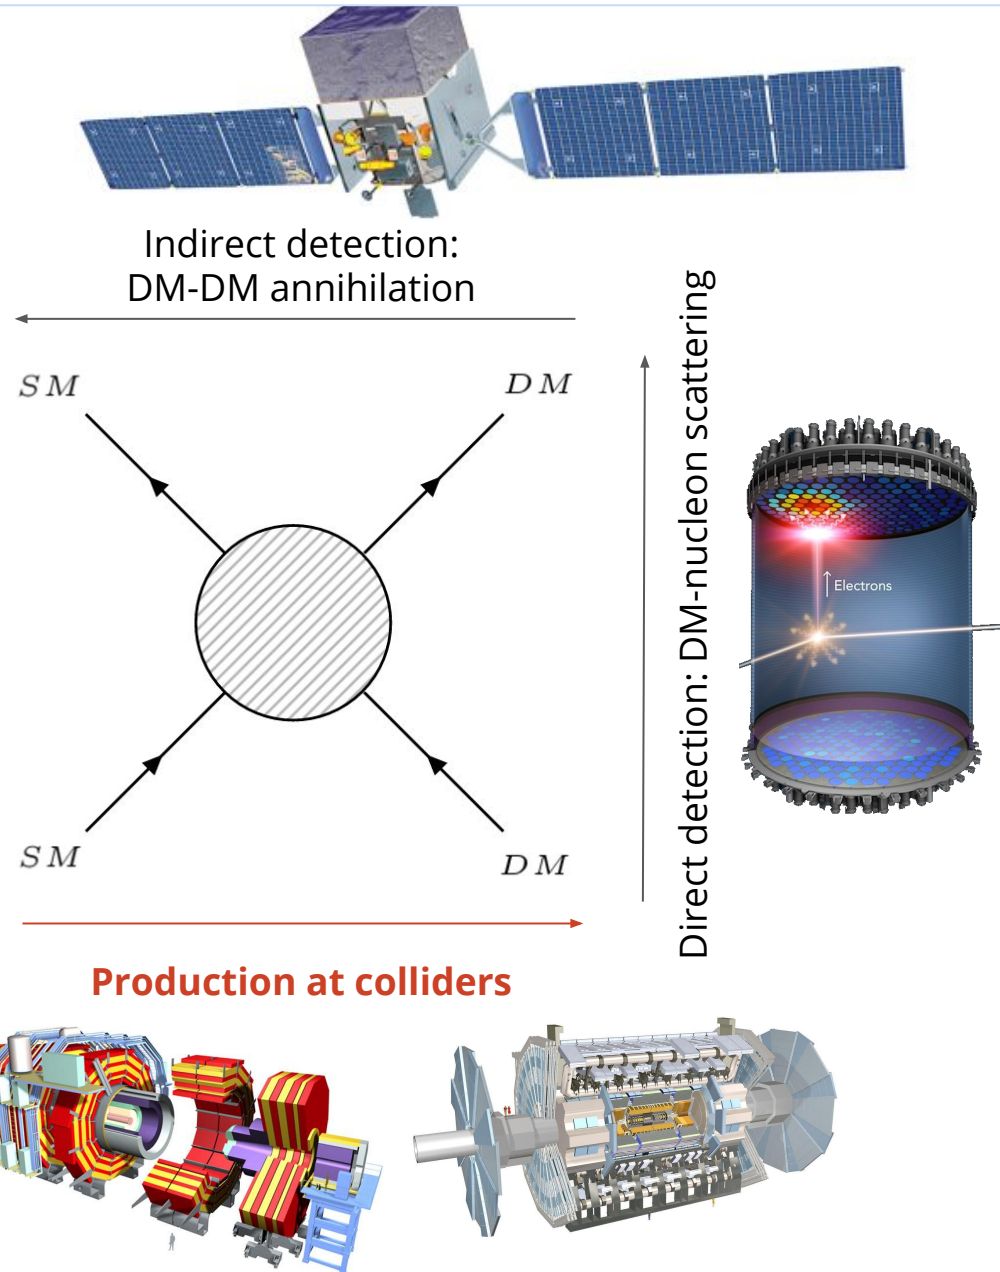 Indirect detection:
DM-DM annihilation
SM
DM
Direct detection: DM-nucleon scattering
Electrons
SM
DM
Production at colliders